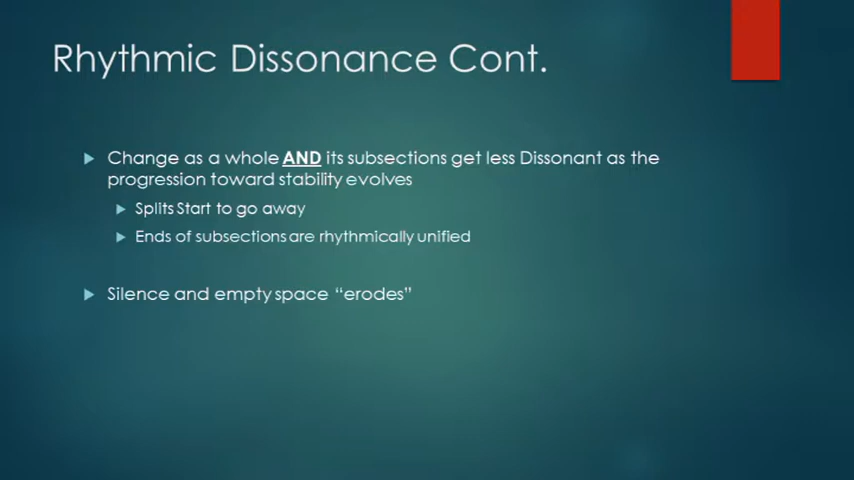 Rhythmic Dissonance Cont.
Change as a whole AND its subsections get less Dissonant as the
progression toward stability evolves
Splits Start to go away
Ends of subsections are rhythmically unified
Silence and empty space “erodes”